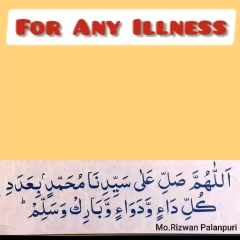 For Any Illness
اَللّٰهُمَّ صَلِّ عَلٰى سَيِّدِنَا مُحَمَّدٍ بِعَدَدِ
كُلِّ دَاءٍ وَّدَوَاءٍ وَّبَارِكْ وَسَلِّمْ
Mo.Rizwan Palanpuri